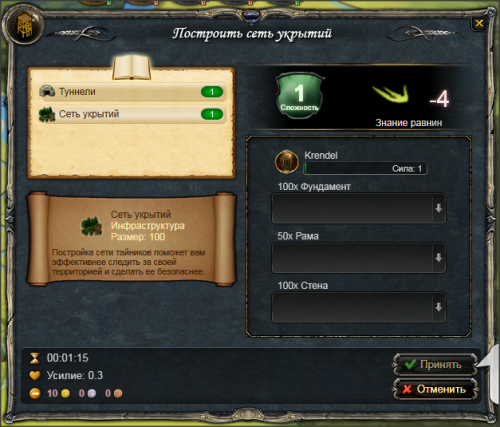 Построить сеть укрытий
Туннели 1
Сеть укрытий 1
1
Сложность
-4
Знание равнин
Krendel
Сила: 1
100x Фундамент
50x Рама
100x Стена
Сеть укрытий
Инфраструктура
Размер: 100
Постройка сети тайников поможет вам
эффективнее следить за своей
территорией и сделать ее безопаснее.
00:01:15
Усилие: 0.3
10 0 0
Принять
Отменить